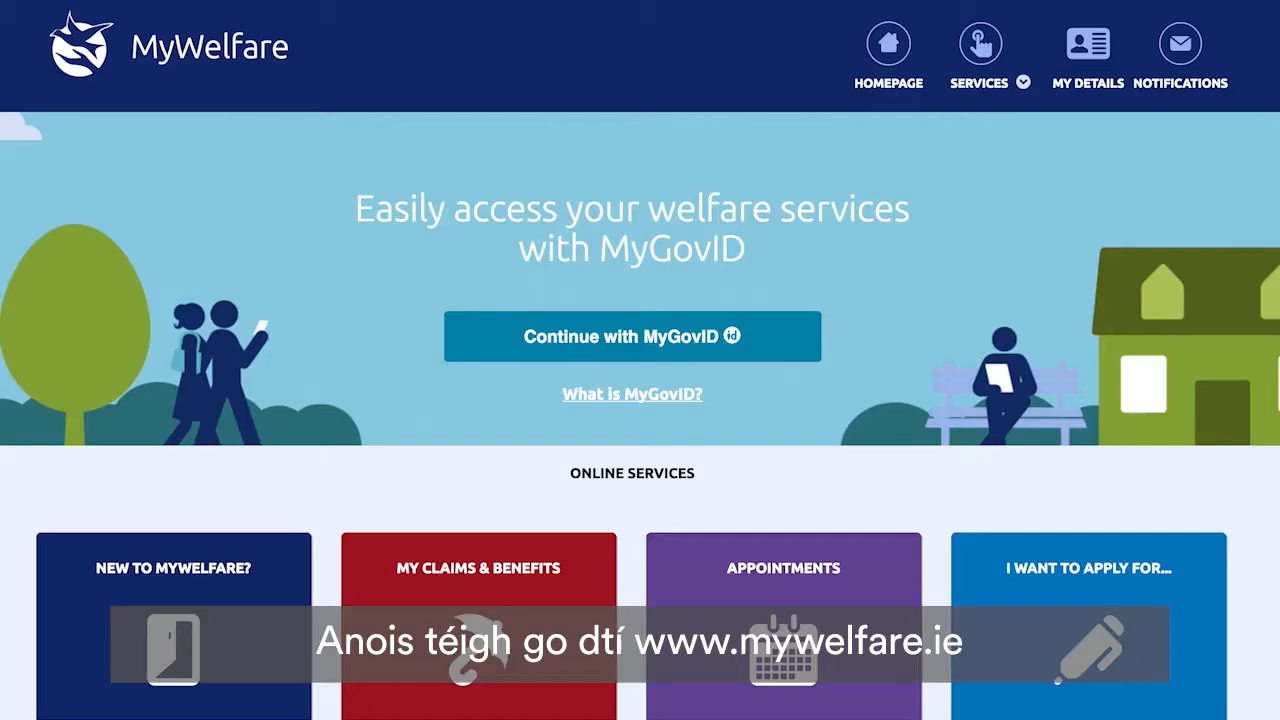 MyWelfare
HOMEPAGE
SERVICES
MY DETAILS
NOTIFICATIONS
Easily access your welfare services
with MyGovID
Continue with MyGovID id
What is MyGovID?
ONLINE SERVICES
NEW TO MYWELFARE?
MY CLAIMS & BENEFITS
APPOINTMENTS
I WANT TO APPLY FOR...
Anois téigh go dtí www.mywelfare.ie